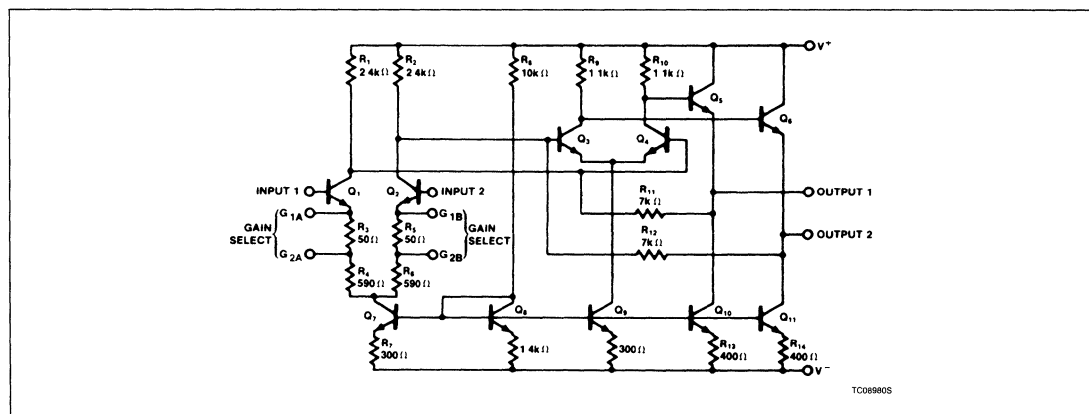 V+
R1
2 4kΩ
R2
2 4kΩ
R8
10kΩ
R9
1 1kΩ
R10
1 1kΩ
Q5
Q6
Q3
Q4
INPUT 1
Q1
Q2
INPUT 2
R11
7kΩ
OUTPUT 1
G1A
R3
50Ω
R5
50Ω
G1B
GAIN
SELECT
GAIN
SELECT
R12
7kΩ
OUTPUT 2
G2A
G2B
R4
590Ω
R6
590Ω
Q7
Q8
Q9
Q10
Q11
R7
300Ω
1 4kΩ
300Ω
R13
400Ω
R14
400Ω
V−
TC08980S